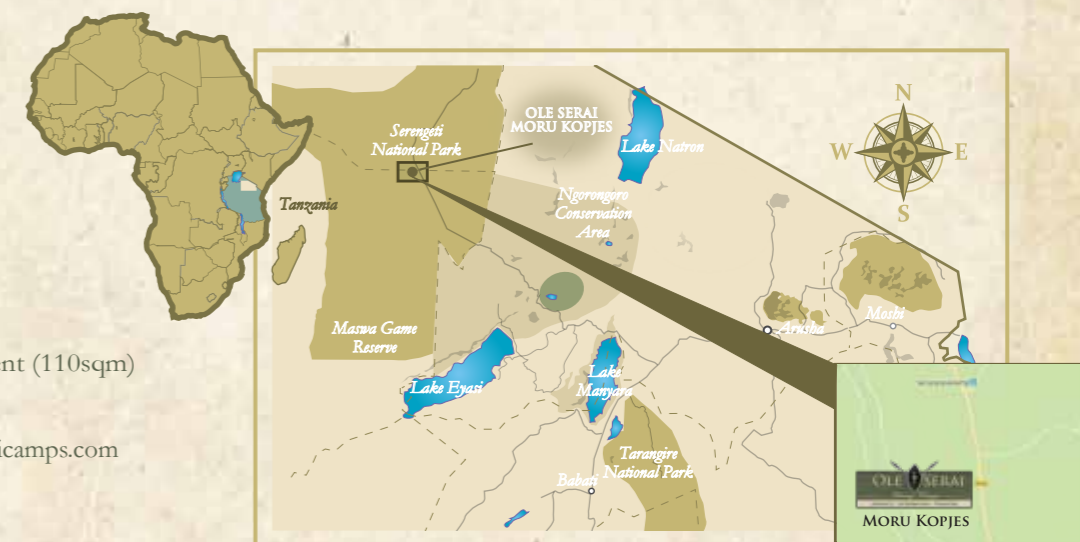 N
W
E
S
OLE SERAI
MORU KOPJES
Serengeti
National Park
Lake Natron
Ngorongoro
Conservation
Area
Tanzania
Maswa Game
Reserve
Arusha
Moshi
Lake Eyasi
Lake
Manyara
Tarangire
National Park
Babati
nt (110sqm)
icamps.com
OLE SERAI
MORU KOPJES